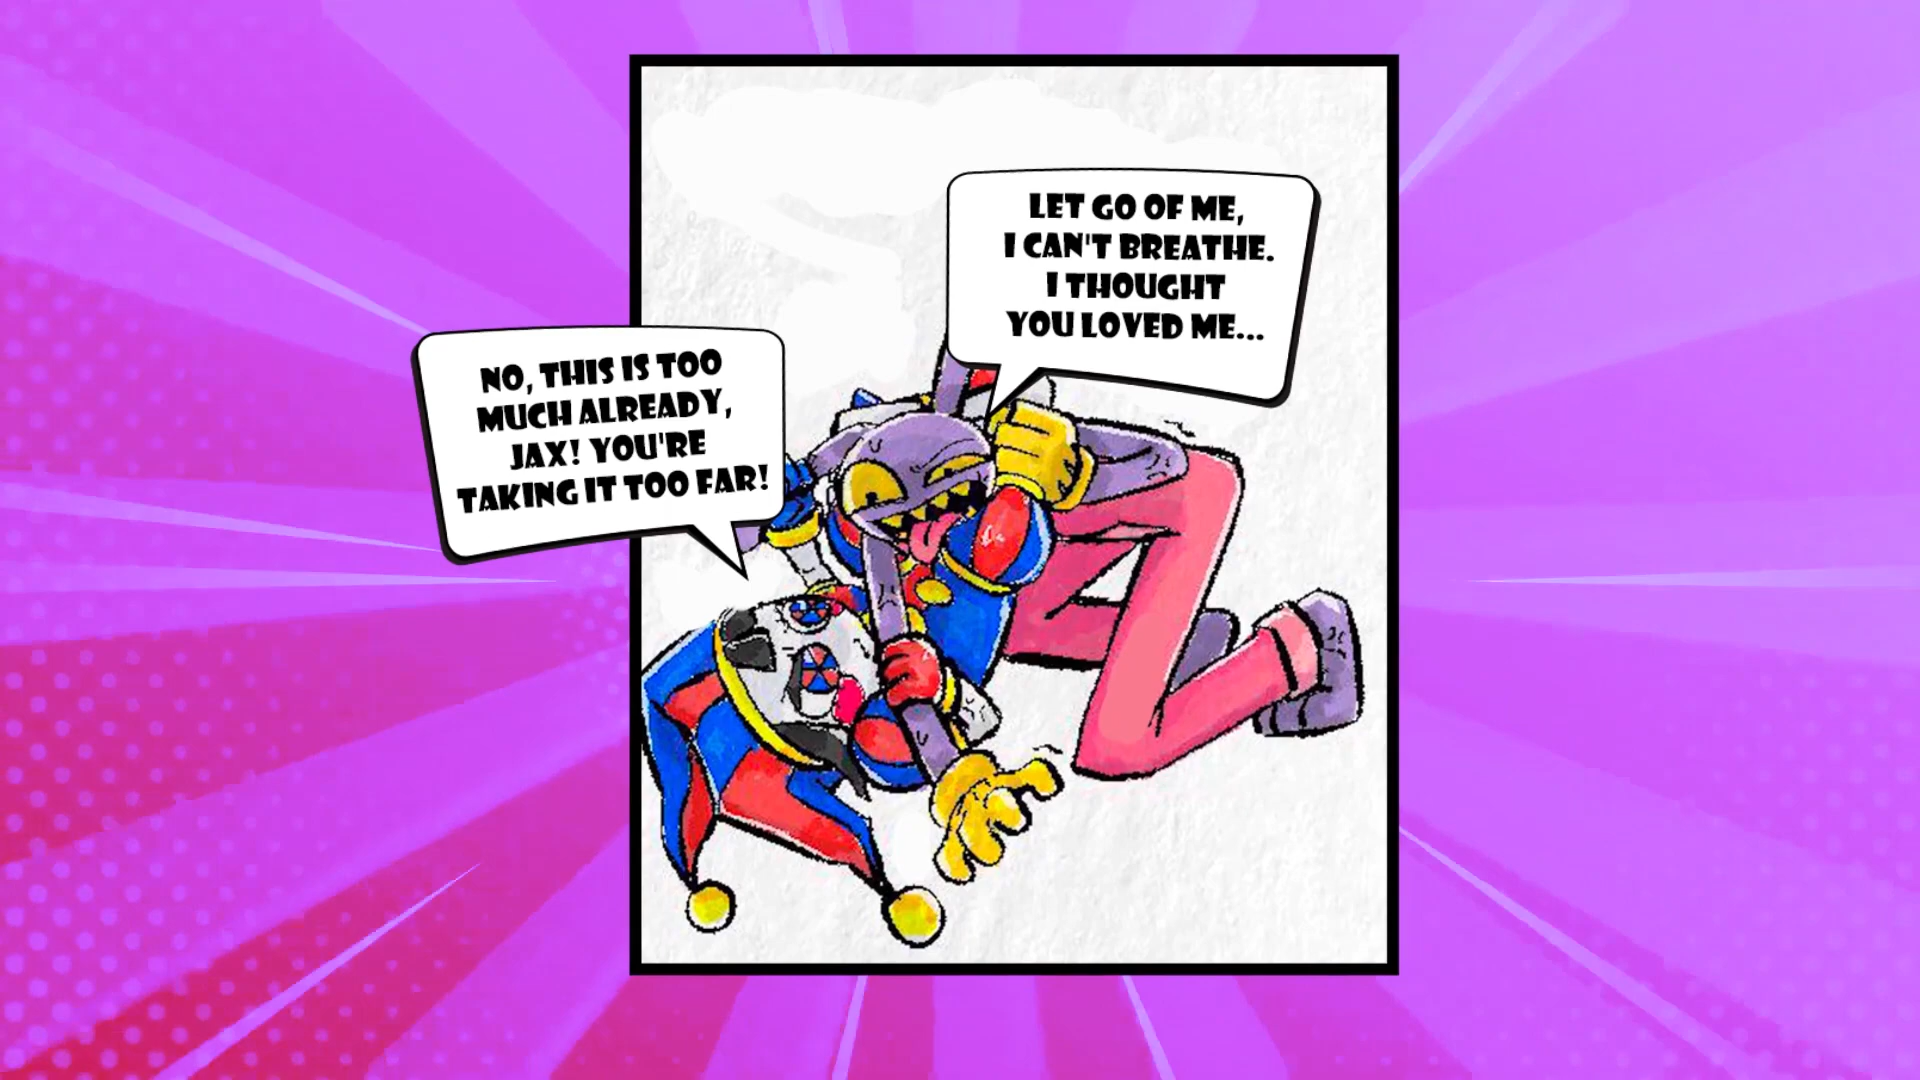 NO, THIS IS TOO
MUCH ALREADY,
JAX! YOU'RE
TAKING IT TOO FAR!
LET GO OF ME,
I CAN'T BREATHE.
I THOUGHT
YOU LOVED ME...